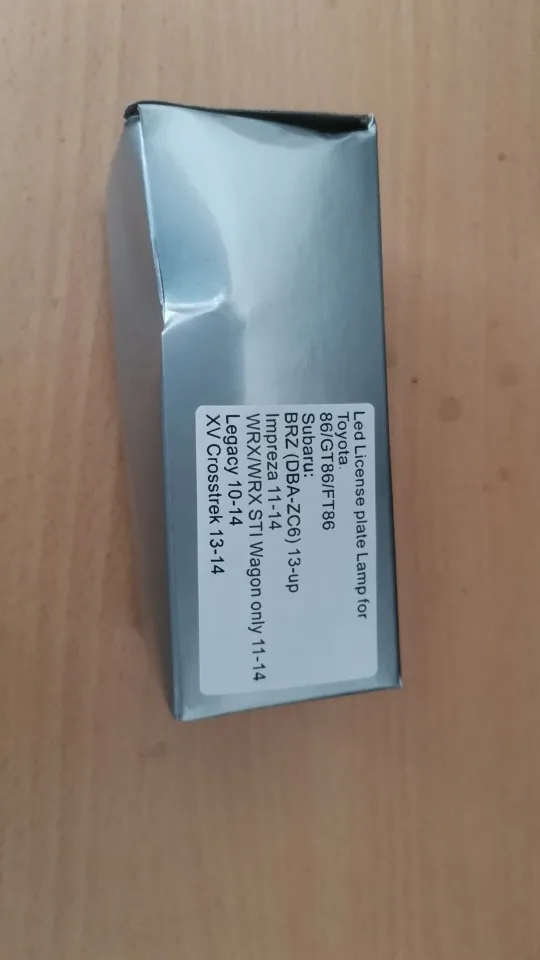 Led License plate Lamp for
Toyota.
86/GT86/FT86
Subaru:
BRZ (DBA-ZC6) 13-up
Impreza 11-14
WRX/WRX STI Wagon only 11-14
Legacy 10-14
XV Crosstrek 13-14